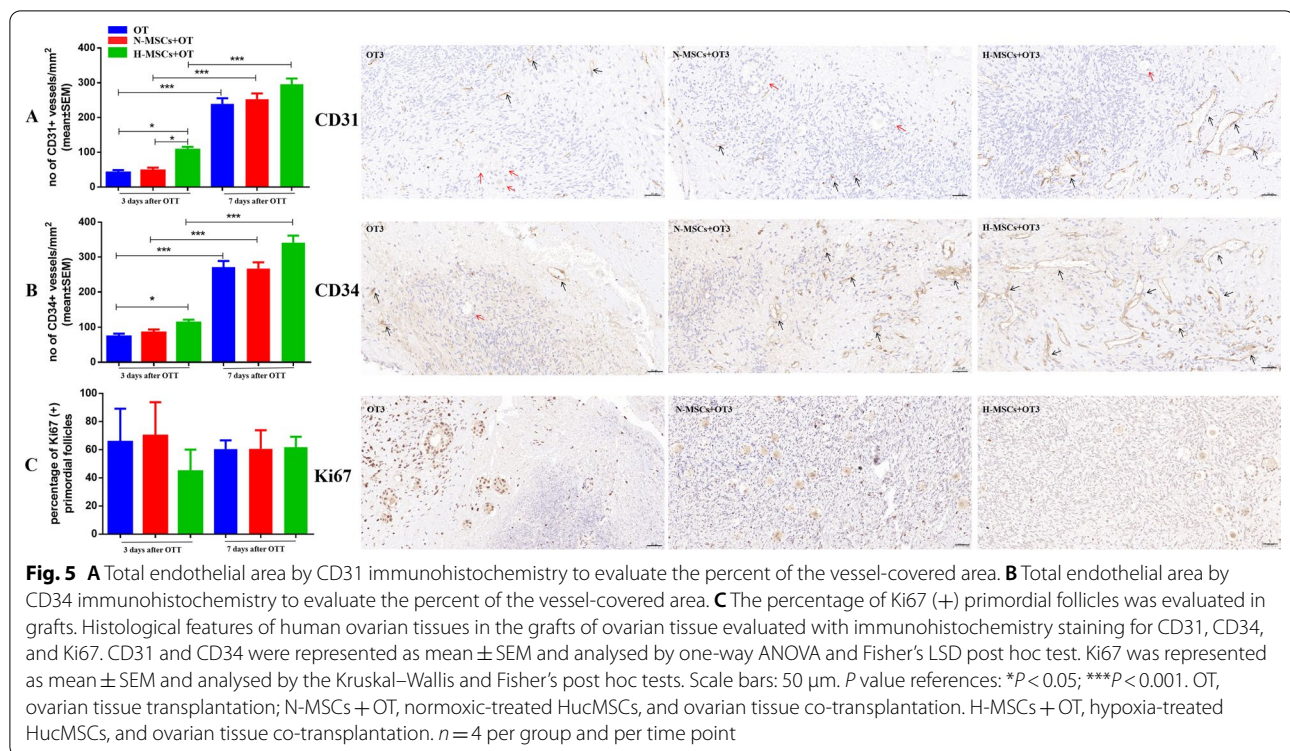 OT
N-MSCs+OT
H-MSCs+OT
A
no of CD31+ vessels/mm²
(mean±SEM)
400
300
200
100
0
***
***
***
*
*
3 days after OTT
7 days after OTT
CD31
OT3
N-MSCs+OT3
H-MSCs+OT3
B
no of CD34+ vessels/mm²
(mean±SEM)
400
300
200
100
0
***
***
***
*
3 days after OTT
7 days after OTT
CD34
OT3
N-MSCs+OT3
H-MSCs+OT3
C
percentage of Ki67 (+)
primordial follicles
100
80
60
40
20
0
3 days after OTT
7 days after OTT
Ki67
OT3
N-MSCs+OT3
H-MSCs+OT3
Fig. 5 A Total endothelial area by CD31 immunohistochemistry to evaluate the percent of the vessel-covered area. B Total endothelial area by
CD34 immunohistochemistry to evaluate the percent of the vessel-covered area. C The percentage of Ki67 (+) primordial follicles was evaluated in
grafts. Histological features of human ovarian tissues in the grafts of ovarian tissue evaluated with immunohistochemistry staining for CD31, CD34,
and Ki67. CD31 and CD34 were represented as mean ± SEM and analysed by one-way ANOVA and Fisher's LSD post hoc test. Ki67 was represented
as mean ± SEM and analysed by the Kruskal–Wallis and Fisher's post hoc tests. Scale bars: 50 μm. P value references: *P < 0.05; ***P < 0.001. OT,
ovarian tissue transplantation; N-MSCs + OT, normoxic-treated HucMSCs, and ovarian tissue co-transplantation. H-MSCs + OT, hypoxia-treated
HucMSCs, and ovarian tissue co-transplantation. n = 4 per group and per time point